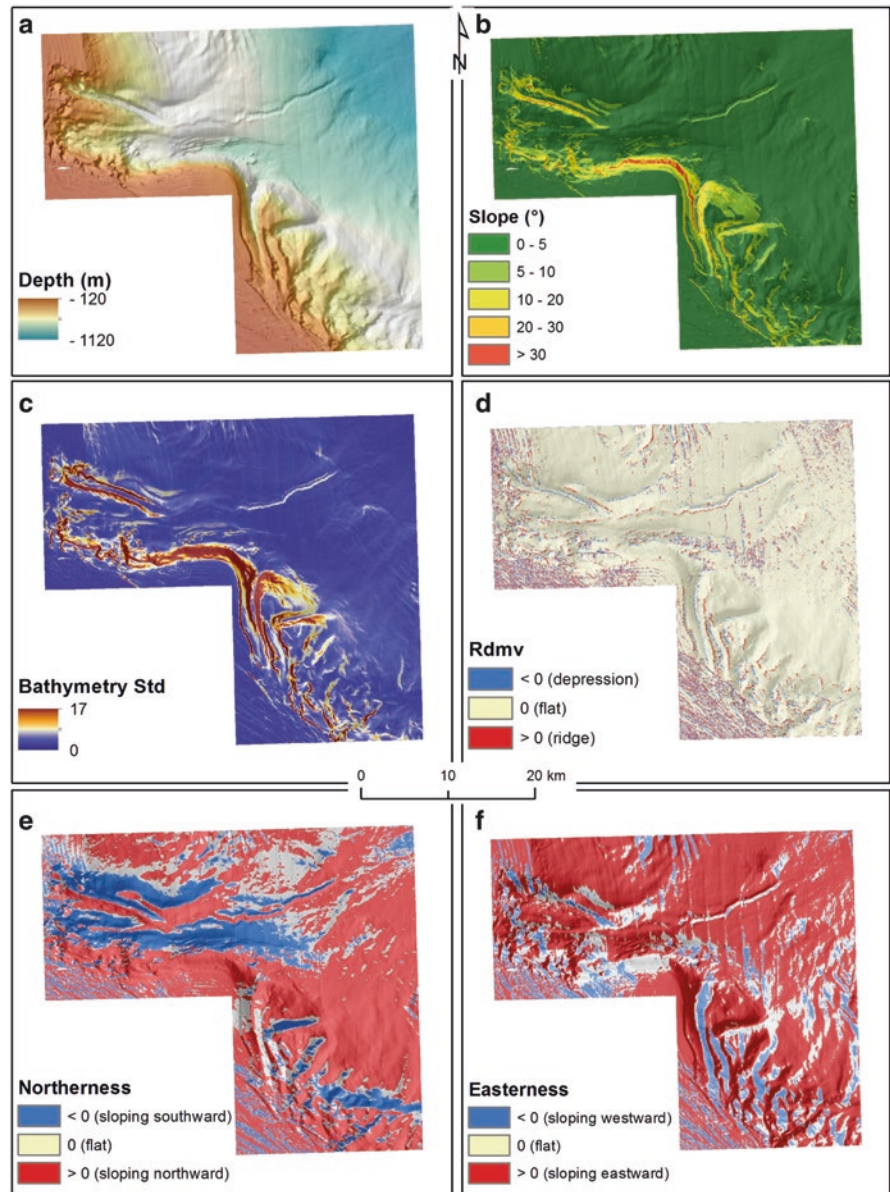 a
Depth (m)
- 120
- 1120
N
b
Slope (°)
0 - 5
5 - 10
10 - 20
20 - 30
> 30
c
Bathymetry Std
17
0
d
Rdmv
< 0 (depression)
0 (flat)
> 0 (ridge)
0 10 20 km
e
Northerness
< 0 (sloping southward)
0 (flat)
> 0 (sloping northward)
f
Easterness
< 0 (sloping westward)
0 (flat)
> 0 (sloping eastward)